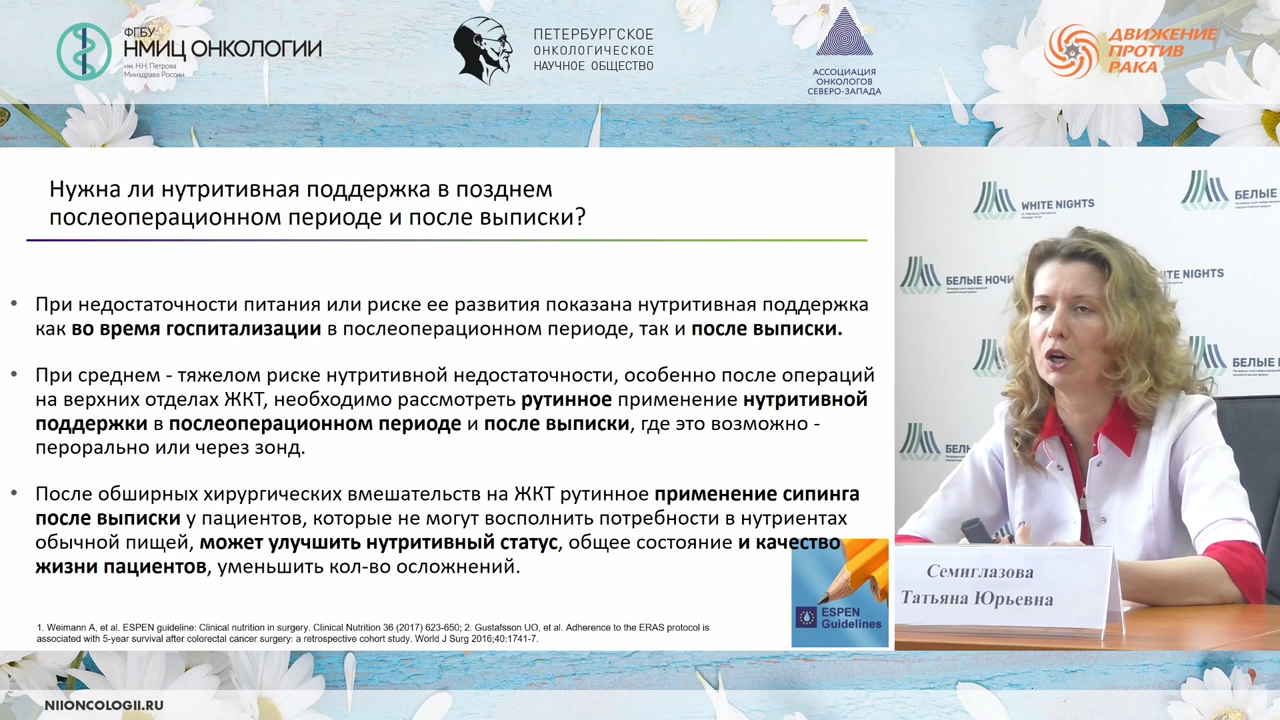 ФГБУ
НМИЦ ОНКОЛОГИИ
им. Н.Н. Петрова
Минздрава России
ПЕТЕРБУРГСКОЕ
ОНКОЛОГИЧЕСКОЕ
НАУЧНОЕ ОБЩЕСТВО
АССОЦИАЦИЯ
ОНКОЛОГОВ
СЕВЕРО-ЗАПАДА
ДВИЖЕНИЕ
ПРОТИВ
РАКА
Нужна ли нутритивная поддержка в позднем
послеоперационном периоде и после выписки?
• При недостаточности питания или риске ее развития показана нутритивная поддержка
как во время госпитализации в послеоперационном периоде, так и после выписки.
• При среднем - тяжелом риске нутритивной недостаточности, особенно после операций
на верхних отделах ЖКТ, необходимо рассмотреть рутинное применение нутритивной
поддержки в послеоперационном периоде и после выписки, где это возможно -
перорально или через зонд.
• После обширных хирургических вмешательств на ЖКТ рутинное применение сипинга
после выписки у пациентов, которые не могут восполнить потребности в нутриентах
обычной пищей, может улучшить нутритивный статус, общее состояние и качество
жизни пациентов, уменьшить кол-во осложнений.
ESPEN
Guidelines
1. Weimann A, et al. ESPEN guideline: Clinical nutrition in surgery. Clinical Nutrition 36 (2017) 623-650; 2. Gustafsson UO, et al. Adherence to the ERAS protocol is
associated with 5-year survival after colorectal cancer surgery: a retrospective cohort study. World J Surg 2016;40:1741-7.
WHITE NIGHTS
БЕЛЫЕ
БЕЛЫЕ НОЧИ
TE NIGHTS
БЕЛЫЕ
БЕЛЫ
Семиглазова
Татьяна Юрьевна
NIIONCOLOGII.RU